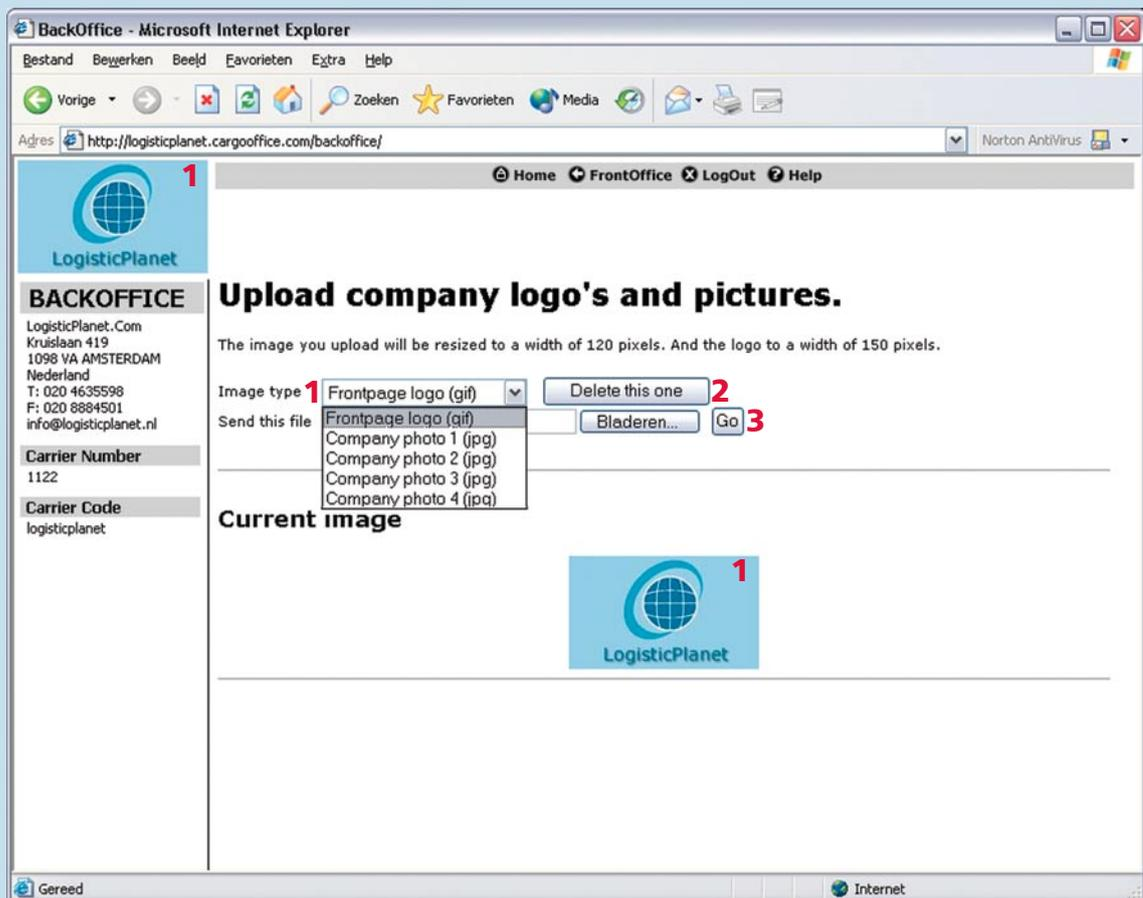 BackOffice - Microsoft Internet Explorer
Bestand Bewerken Beeld Favorieten Extra Help
Vorige Zoeken Favorieten Media
Adres http://logisticplanet.cargooffice.com/backoffice/ Norton AntiVirus
1
LogisticPlanet
Home FrontOffice LogOut Help
BACKOFFICE
LogisticPlanet.Com
Kruislaan 419
1098 VA AMSTERDAM
Nederland
T: 020 4635598
F: 020 8884501
info@logisticplanet.nl
Carrier Number
1122
Carrier Code
logisticplanet
Upload company logo's and pictures.
The image you upload will be resized to a width of 120 pixels. And the logo to a width of 150 pixels.
Image type 1 Frontpage logo (gif) Delete this one 2
Send this file Bladeren... Go 3
Frontpage logo (gif)
Company photo 1 (jpg)
Company photo 2 (jpg)
Company photo 3 (jpg)
Company photo 4 (jpg)
Current image
1
LogisticPlanet
Gereed Internet